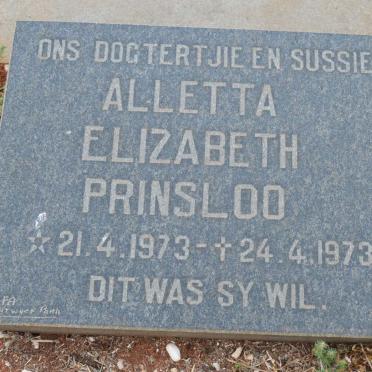 ONS DOGTERTJIE EN SUSSIE
ALLETTA
ELIZABETH
PRINSLOO
☆ 21.4.1973 - † 24.4.1973
DIT WAS SY WIL.